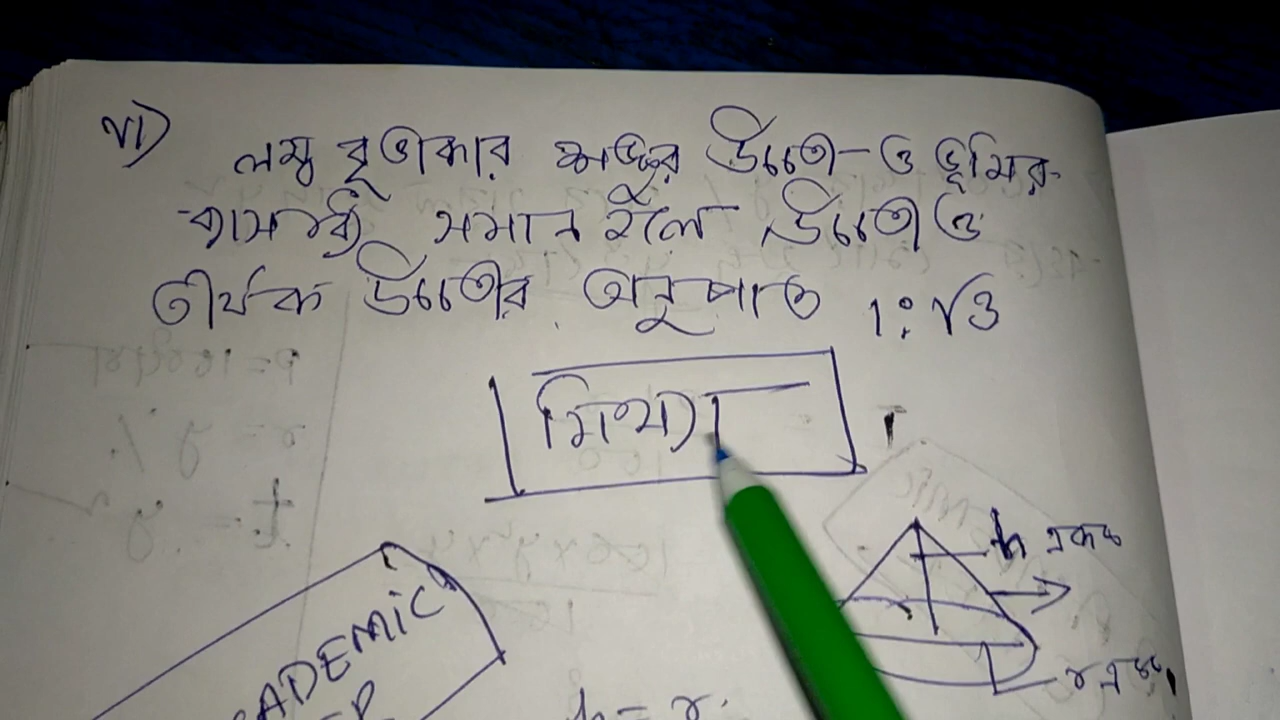 VI) লম্ব বৃত্তাকার শঙ্কুর উচ্চতা ও ভূমির
ব্যাসার্ধ সমান হলে উচ্চতা ও
তীর্যক উচ্চতার অনুপাত 1:√3
মিথ্যা
h একক
r একক
ADEMIC
h = r.